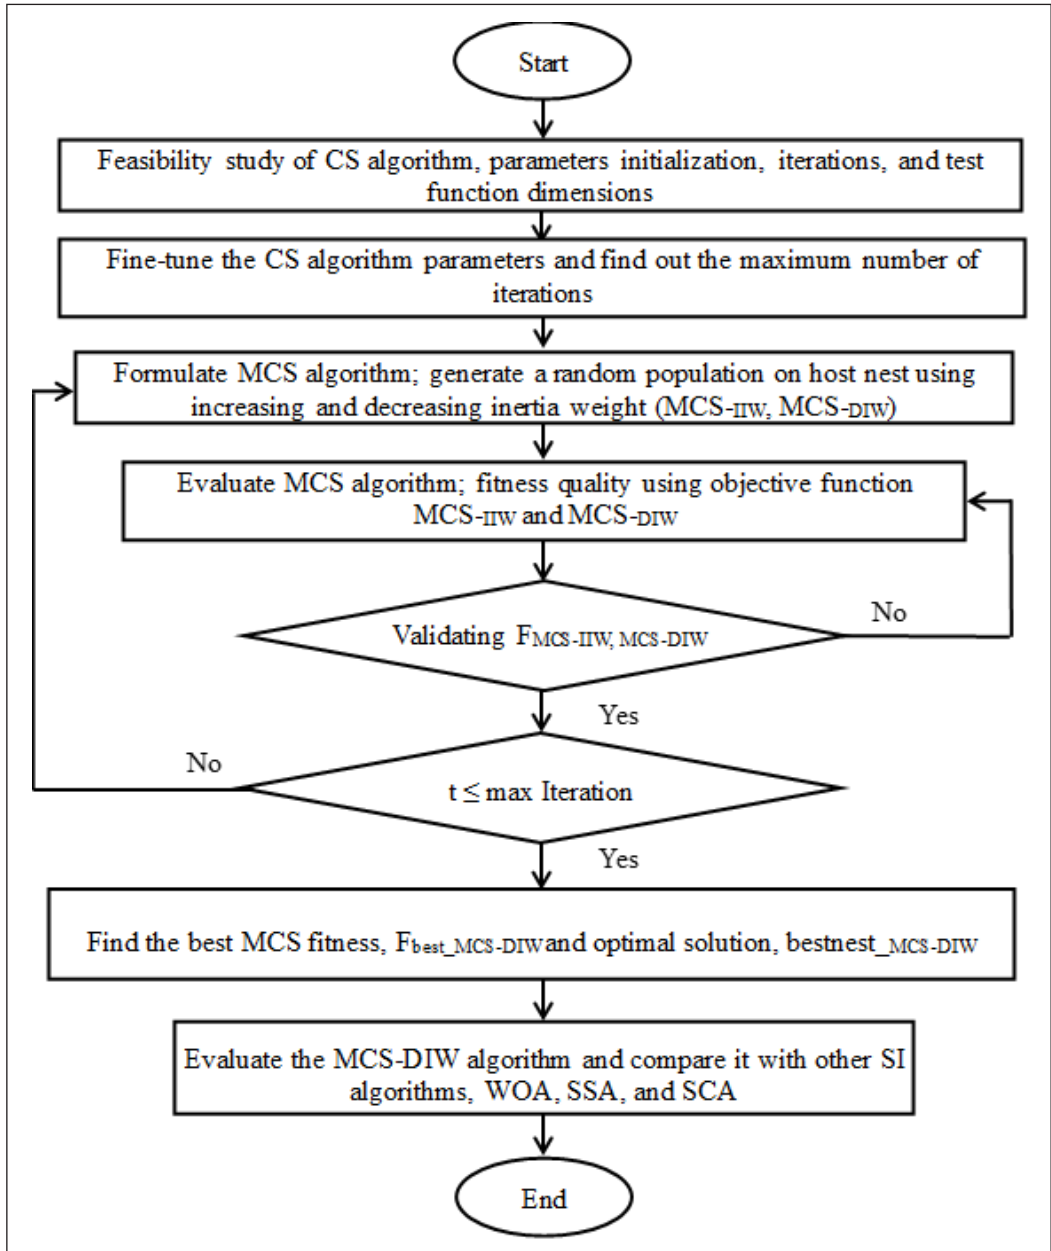 Start
Feasibility study of CS algorithm, parameters initialization, iterations, and test
function dimensions
Fine-tune the CS algorithm parameters and find out the maximum number of
iterations
Formulate MCS algorithm; generate a random population on host nest using
increasing and decreasing inertia weight (MCS-IIW, MCS-DIW)
Evaluate MCS algorithm; fitness quality using objective function
MCS-IIW and MCS-DIW
No
Validating FMCS-IIW, MCS-DIW
Yes
No
t ≤ max Iteration
Yes
Find the best MCS fitness, Fbest_MCS-DIW and optimal solution, bestnest_MCS-DIW
Evaluate the MCS-DIW algorithm and compare it with other SI
algorithms, WOA, SSA, and SCA
End